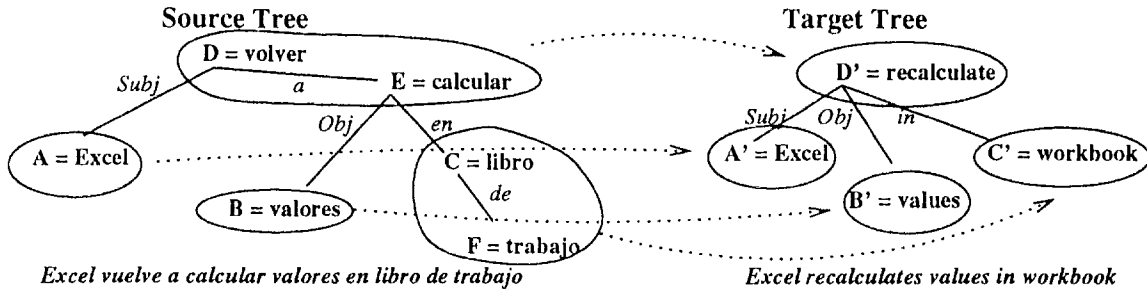 Source Tree
Target Tree
D = volver
Subj
a
E = calcular
D' = recalculate
Obj
en
Subj
Obj
in
A = Excel
C = libro
A' = Excel
C' = workbook
de
B = valores
B' = values
F = trabajo
Excel vuelve a calcular valores en libro de trabajo
Excel recalculates values in workbook